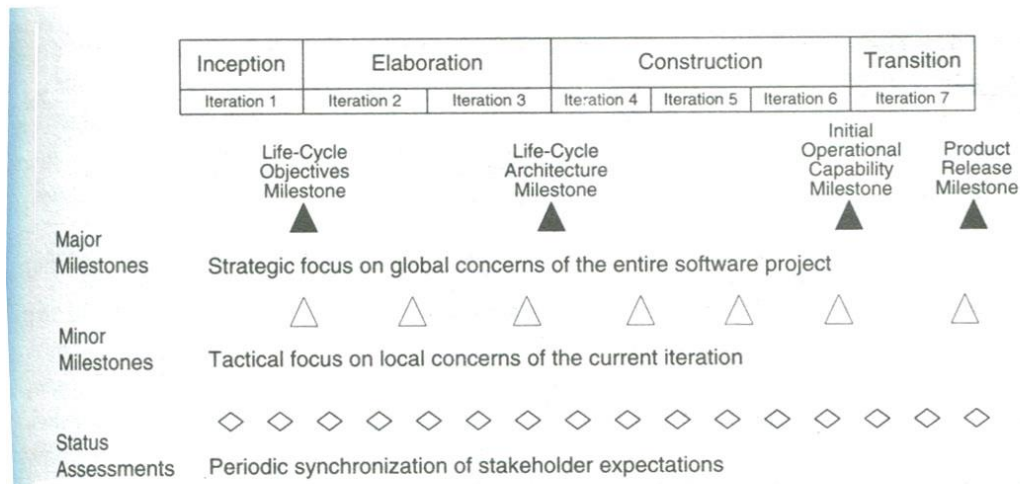 Inception Elaboration Construction Transition
Iteration 1 Iteration 2 Iteration 3 Iteration 4 Iteration 5 Iteration 6 Iteration 7
Life-Cycle
Objectives
Milestone
Life-Cycle
Architecture
Milestone
Initial
Operational
Capability
Milestone
Product
Release
Milestone
Major
Milestones
Strategic focus on global concerns of the entire software project
Minor
Milestones
Tactical focus on local concerns of the current iteration
Status
Assessments
Periodic synchronization of stakeholder expectations